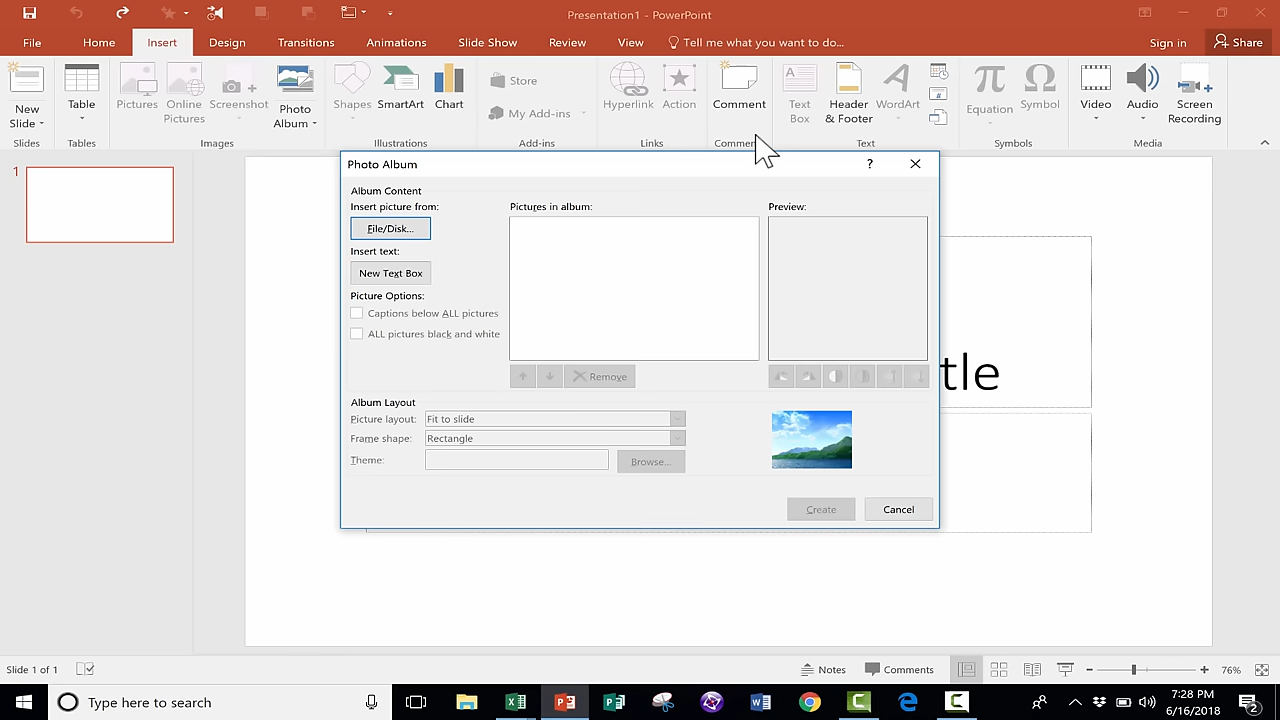 Presentation1 - PowerPoint
File Home Insert Design Transitions Animations Slide Show Review View Tell me what you want to do... Sign in Share
New Slide
Table
Pictures
Online Pictures
Screenshot
Photo Album
Shapes
SmartArt
Chart
Store
My Add-ins
Hyperlink
Action
Comment
Text Box
Header & Footer
WordArt
Equation
Symbol
Video
Audio
Screen Recording
Slides Tables Images Illustrations Add-ins Links Comme Text Symbols Media
1
Photo Album ?
Album Content
Insert picture from:
File/Disk...
Insert text:
New Text Box
Picture Options:
Captions below ALL pictures
ALL pictures black and white
Pictures in album:
Remove
Preview:
Album Layout
Picture layout: Fit to slide
Frame shape: Rectangle
Theme: Browse...
Create Cancel
tle
Slide 1 of 1 Notes Comments 76%
Type here to search
7:28 PM
6/16/2018
2